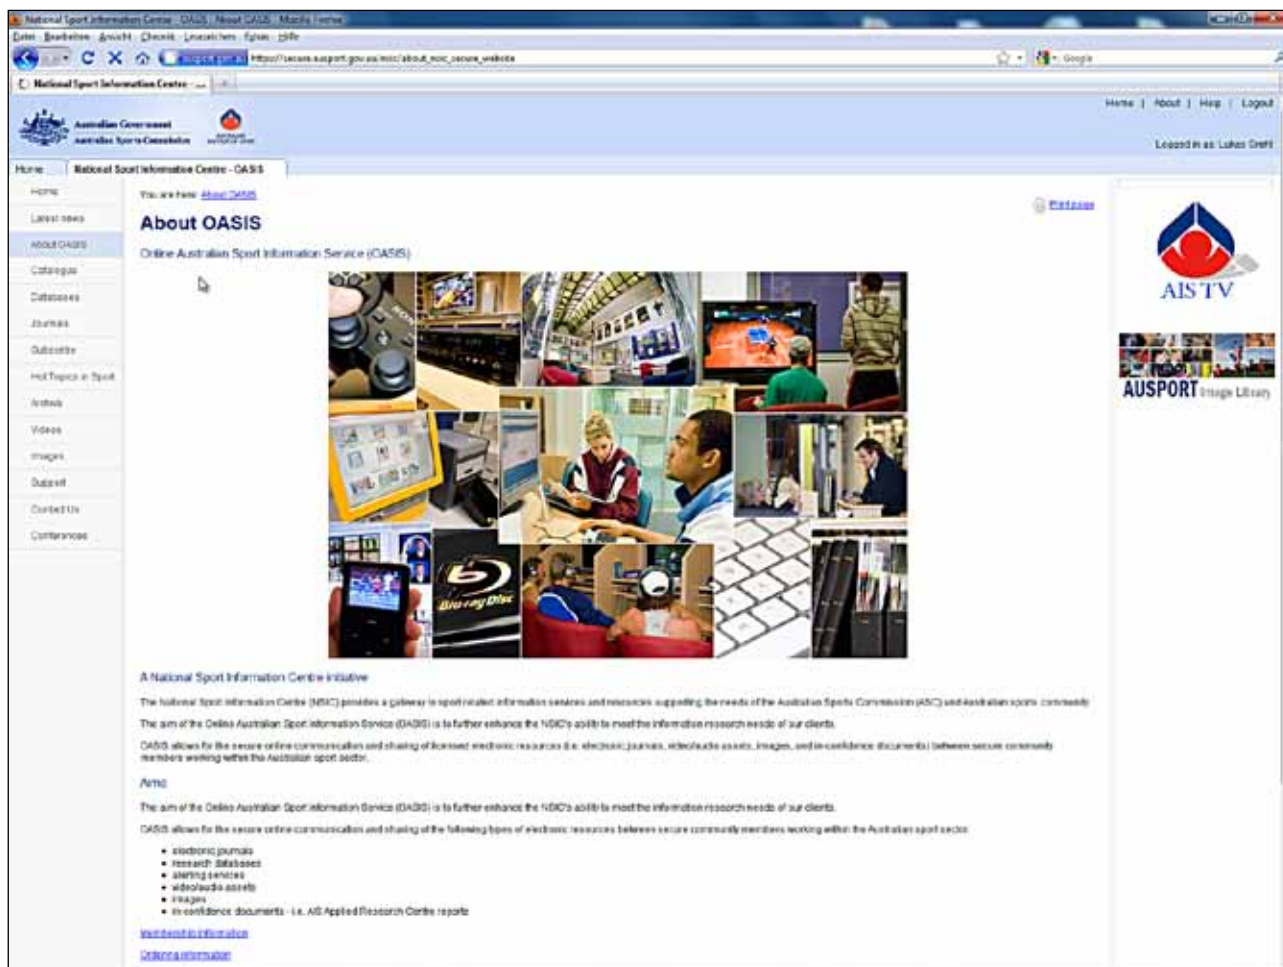 National Sport Information Centre - OASIS : About OASIS - Mozilla Firefox
Datei Bearbeiten Ansicht Chronik Lesezeichen Extras Hilfe
ausport.gov.au https://secure.ausport.gov.au/nsic/about_nsic_secure_website
Google
National Sport Information Centre - ...
Home | About | Help | Logout
Australian Government
Australian Sports Commission
Logged in as: Lukas
Home
National Sport Information Centre - OASIS
Home
Latest news
About OASIS
Catalogue
Databases
Journals
Subscribe
Hot Topics in Sport
Archives
Videos
Images
Support
Contact Us
Conferences
You are here: About OASIS
Print page
About OASIS
Online Australian Sport Information Service (OASIS)
Blu-ray Disc
AIS TV
AUSPORT Image Library
A National Sport Information Centre initiative
The National Sport Information Centre (NSIC) provides a gateway to sport related information services and resources supporting the needs of the Australian Sports Commission (ASC) and Australian sports community
The aim of the Online Australian Sport Information Service (OASIS) is to further enhance the NSIC's ability to meet the information research needs of our clients.
OASIS allows for the secure online communication and sharing of licensed electronic resources (i.e. electronic journals, video/audio assets, images, and in-confidence documents) between secure community
members working within the Australian sport sector.
Aims
The aim of the Online Australian Sport Information Service (OASIS) is to further enhance the NSIC's ability to meet the information research needs of our clients.
OASIS allows for the secure online communication and sharing of the following types of electronic resources between secure community members working within the Australian sport sector:
• electronic journals
• research databases
• alerting services
• video/audio assets
• images
• in-confidence documents - i.e. AIS Applied Research Centre reports
Membership information
Ordering information